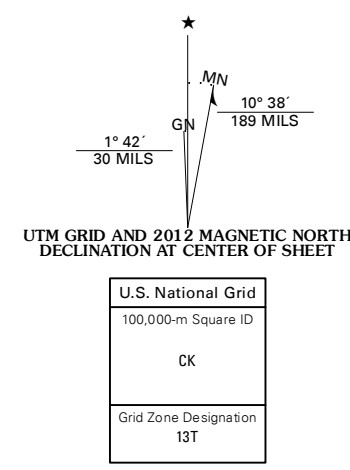 ★
MN
10° 38´
189 MILS
GN
1° 42´
30 MILS
UTM GRID AND 2012 MAGNETIC NORTH
DECLINATION AT CENTER OF SHEET
U.S. National Grid
100,000-m Square ID
CK
Grid Zone Designation
13T